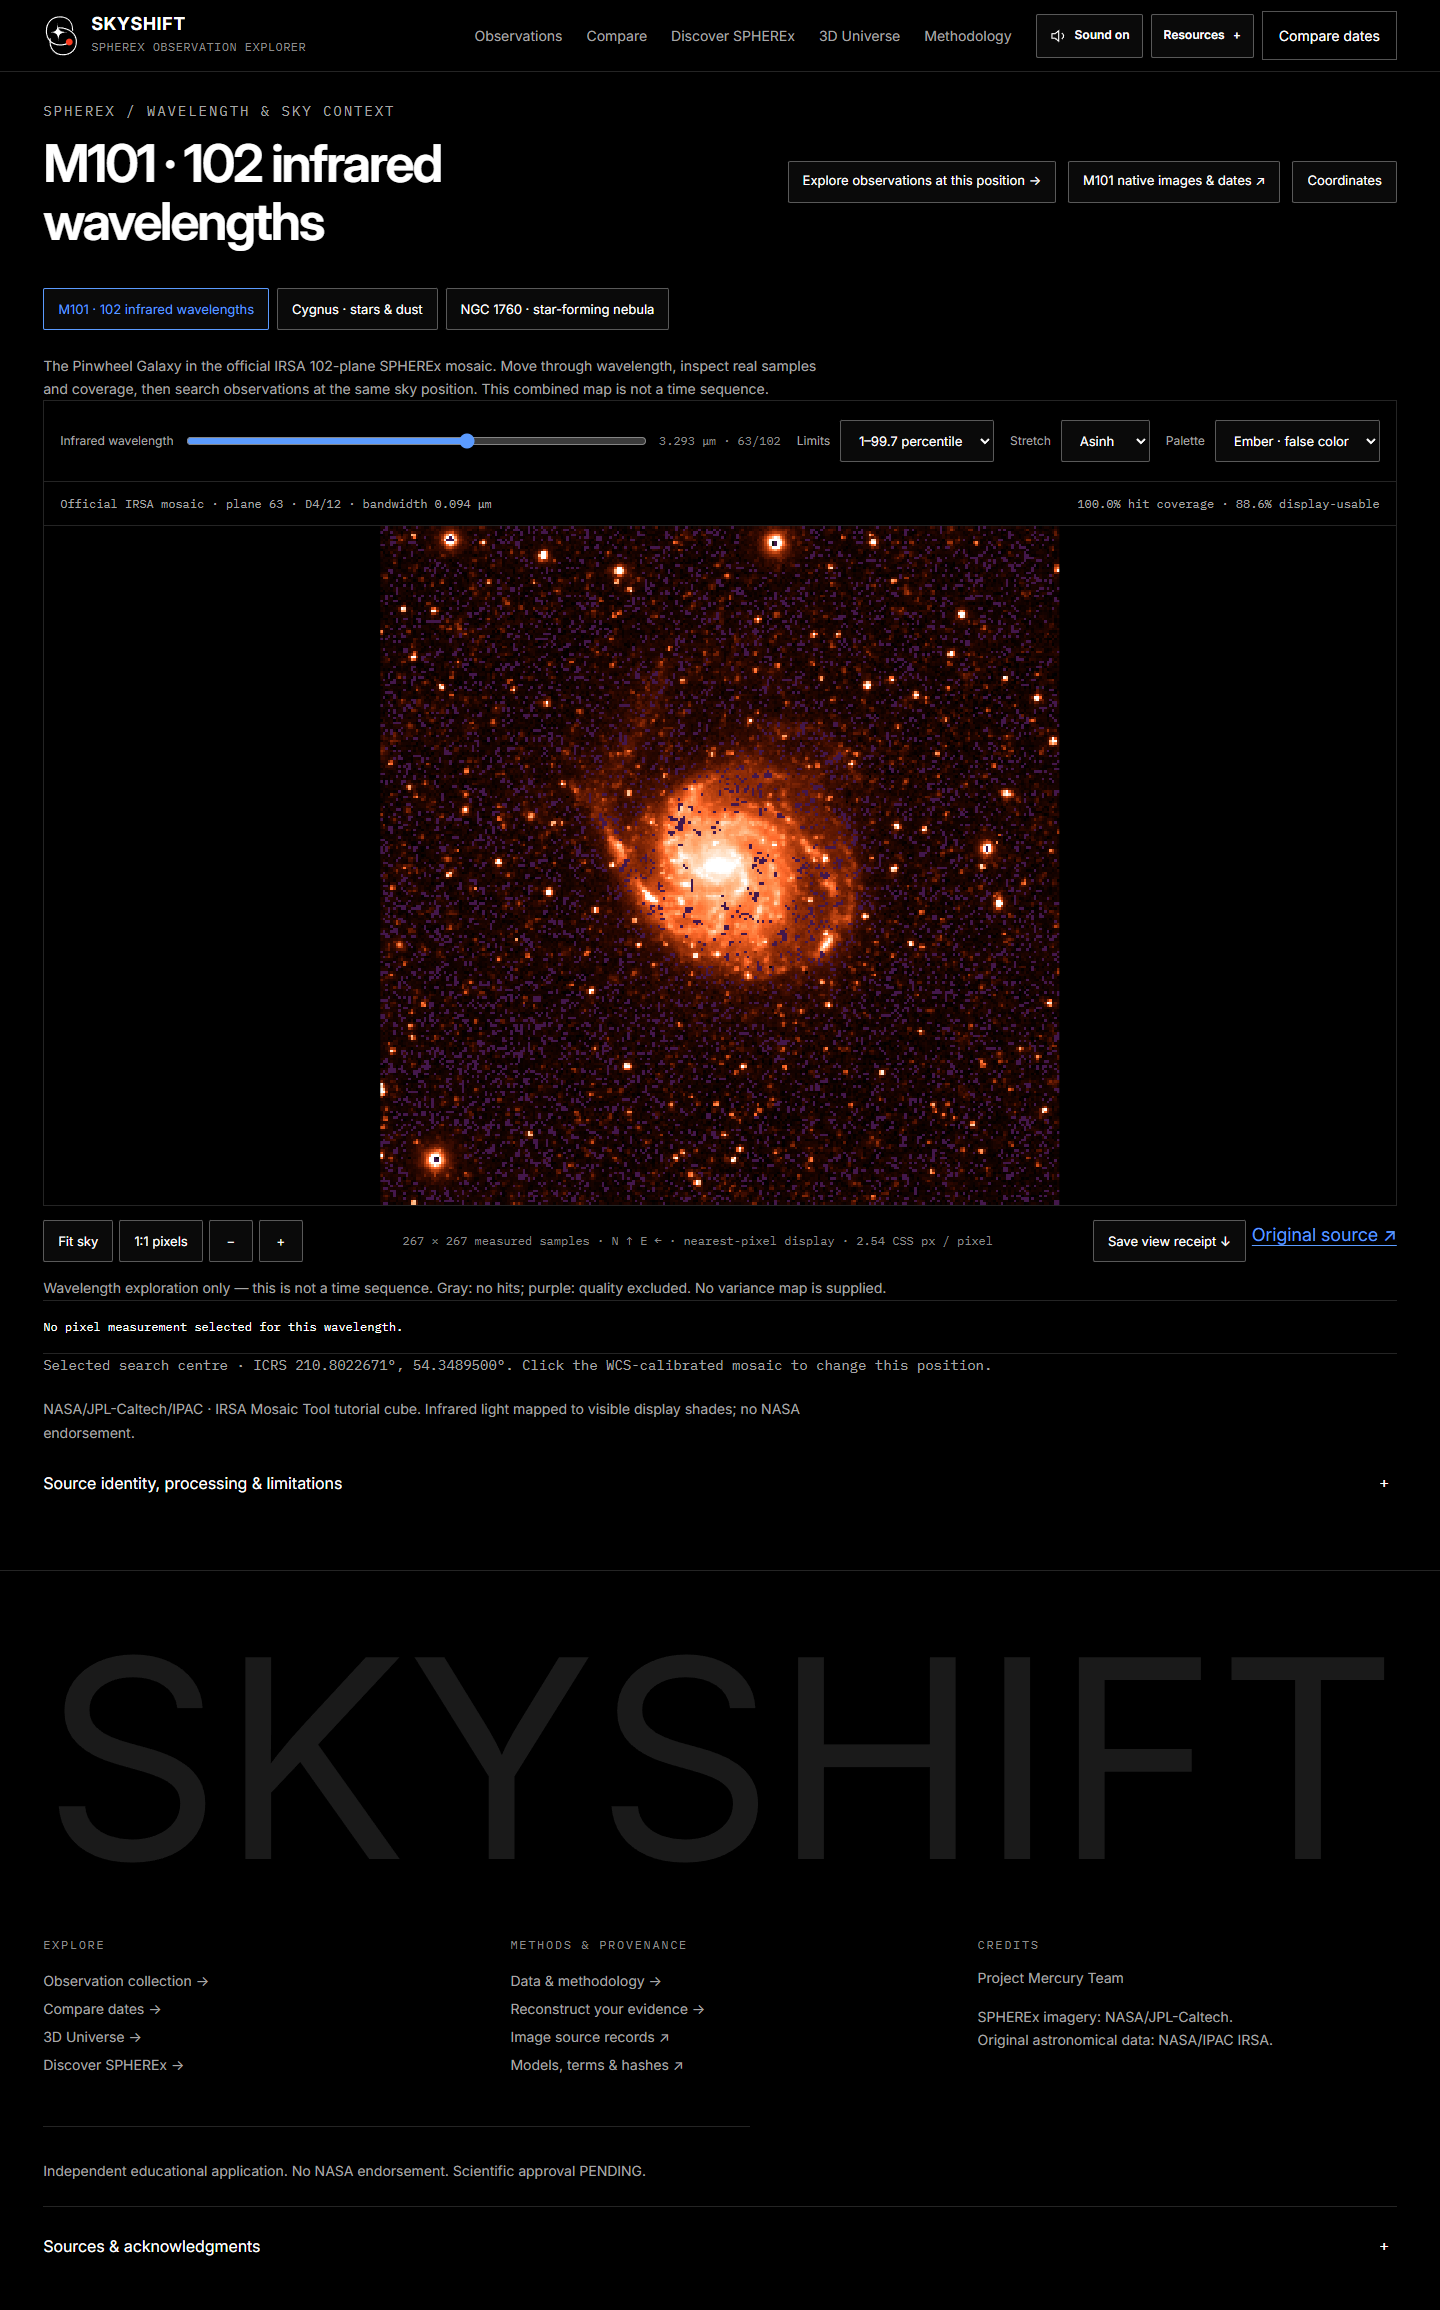 SKYSHIFT
SPHEREX OBSERVATION EXPLORER
Observations
Compare
Discover SPHEREx
3D Universe
Methodology
Sound on
Resources +
Compare dates
SPHEREX / WAVELENGTH & SKY CONTEXT
M101 · 102 infrared
wavelengths
Explore observations at this position →
M101 native images & dates ↗
Coordinates
M101 · 102 infrared wavelengths
Cygnus · stars & dust
NGC 1760 · star-forming nebula
The Pinwheel Galaxy in the official IRSA 102-plane SPHEREx mosaic. Move through wavelength, inspect real samples
and coverage, then search observations at the same sky position. This combined map is not a time sequence.
Infrared wavelength
3.293 µm · 63/102
Limits
1–99.7 percentile
Stretch
Asinh
Palette
Ember · false color
Official IRSA mosaic · plane 63 · D4/12 · bandwidth 0.094 µm
100.0% hit coverage · 88.6% display-usable
Fit sky
1:1 pixels
−
+
267 × 267 measured samples · N ↑ E ← · nearest-pixel display · 2.54 CSS px / pixel
Save view receipt ↓
Original source ↗
Wavelength exploration only — this is not a time sequence. Gray: no hits; purple: quality excluded. No variance map is supplied.
No pixel measurement selected for this wavelength.
Selected search centre · ICRS 210.8022671°, 54.3489500°. Click the WCS-calibrated mosaic to change this position.
NASA/JPL-Caltech/IPAC · IRSA Mosaic Tool tutorial cube. Infrared light mapped to visible display shades; no NASA
endorsement.
Source identity, processing & limitations +
SKYSHIFT
EXPLORE
Observation collection →
Compare dates →
3D Universe →
Discover SPHEREx →
METHODS & PROVENANCE
Data & methodology →
Reconstruct your evidence →
Image source records ↗
Models, terms & hashes ↗
CREDITS
Project Mercury Team
SPHEREx imagery: NASA/JPL-Caltech.
Original astronomical data: NASA/IPAC IRSA.
Independent educational application. No NASA endorsement. Scientific approval PENDING.
Sources & acknowledgments +